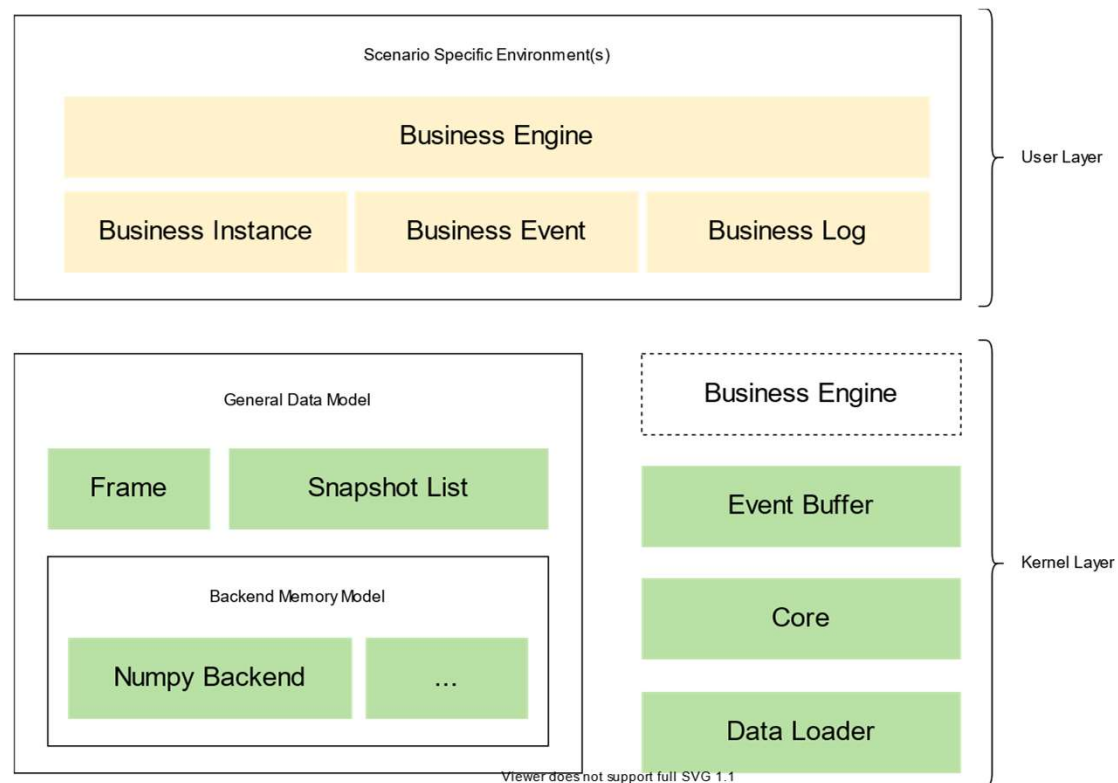 Scenario Specific Environment(s)
Business Engine
User Layer
Business Instance
Business Event
Business Log
General Data Model
Business Engine
Frame
Snapshot List
Event Buffer
Kernel Layer
Backend Memory Model
Core
Numpy Backend
...
Data Loader
Viewer does not support full SVG 1.1